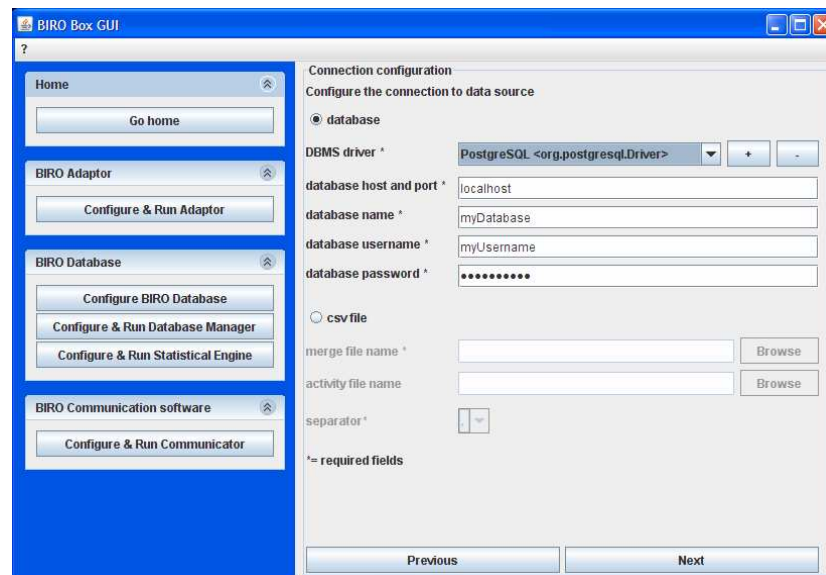 BIRO Box GUI
?
Home
Go home
BIRO Adaptor
Configure & Run Adaptor
BIRO Database
Configure BIRO Database
Configure & Run Database Manager
Configure & Run Statistical Engine
BIRO Communication software
Configure & Run Communicator
Connection configuration
Configure the connection to data source
database
DBMS driver * PostgreSQL <org.postgresql.Driver> + -
database host and port * localhost
database name * myDatabase
database username * myUsername
database password * ••••••••••
csv file
merge file name * Browse
activity file name Browse
separator* ,
*= required fields
Previous Next